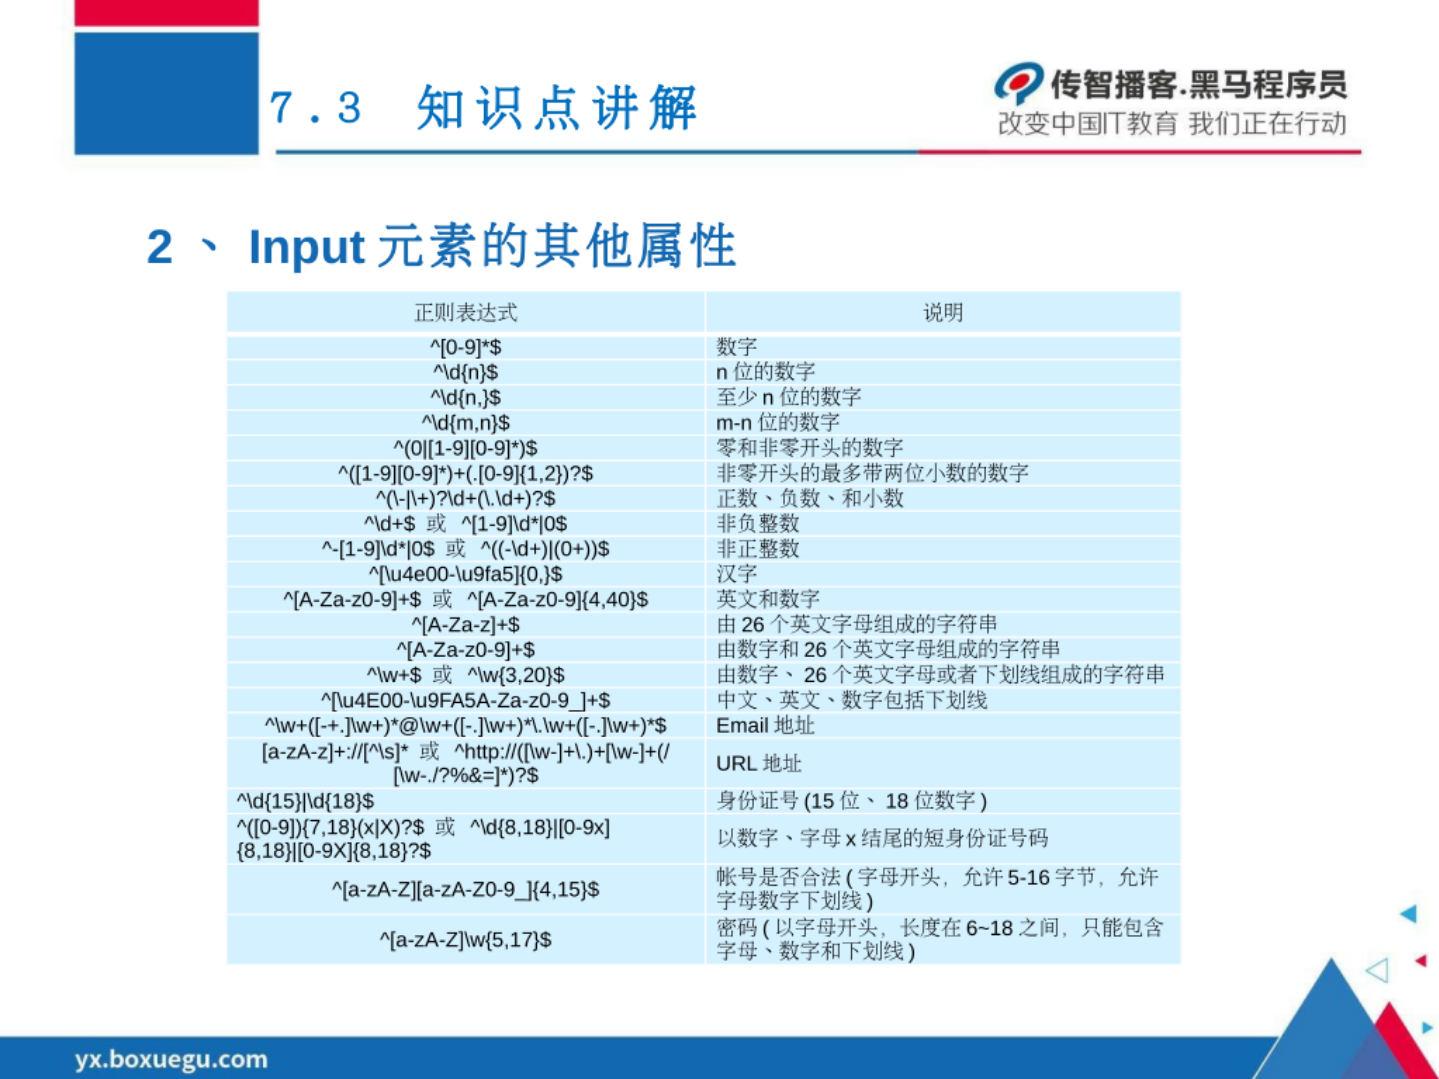 7.3 知识点讲解
传智播客.黑马程序员
改变中国IT教育 我们正在行动
2 、 Input 元素的其他属性
正则表达式 说明
^[0-9]*$ 数字
^\d{n}$ n 位的数字
^\d{n,}$ 至少 n 位的数字
^\d{m,n}$ m-n 位的数字
^(0|[1-9][0-9]*)$ 零和非零开头的数字
^([1-9][0-9]*)+(.[0-9]{1,2})?$ 非零开头的最多带两位小数的数字
^(\-|\+)?\d+(\.\d+)?$ 正数、负数、和小数
^\d+$ 或 ^[1-9]\d*|0$ 非负整数
^-[1-9]\d*|0$ 或 ^((-\d+)|(0+))$ 非正整数
^[\u4e00-\u9fa5]{0,}$ 汉字
^[A-Za-z0-9]+$ 或 ^[A-Za-z0-9]{4,40}$ 英文和数字
^[A-Za-z]+$ 由 26 个英文字母组成的字符串
^[A-Za-z0-9]+$ 由数字和 26 个英文字母组成的字符串
^\w+$ 或 ^\w{3,20}$ 由数字、 26 个英文字母或者下划线组成的字符串
^[\u4E00-\u9FA5A-Za-z0-9_]+$ 中文、英文、数字包括下划线
^\w+([-+.]\w+)*@\w+([-.]\w+)*\.\w+([-.]\w+)*$ Email 地址
[a-zA-z]+://[^\s]* 或 ^http://([\w-]+\.)+[\w-]+(/
[\w-./?%&=]*)?$ URL 地址
^\d{15}|\d{18}$ 身份证号 (15 位、 18 位数字 )
^([0-9]){7,18}(x|X)?$ 或 ^\d{8,18}|[0-9x]
{8,18}|[0-9X]{8,18}?$ 以数字、字母 x 结尾的短身份证号码
^[a-zA-Z][a-zA-Z0-9_]{4,15}$ 帐号是否合法 ( 字母开头，允许 5-16 字节，允许
字母数字下划线 )
^[a-zA-Z]\w{5,17}$ 密码 ( 以字母开头，长度在 6~18 之间，只能包含
字母、数字和下划线 )
yx.boxuegu.com